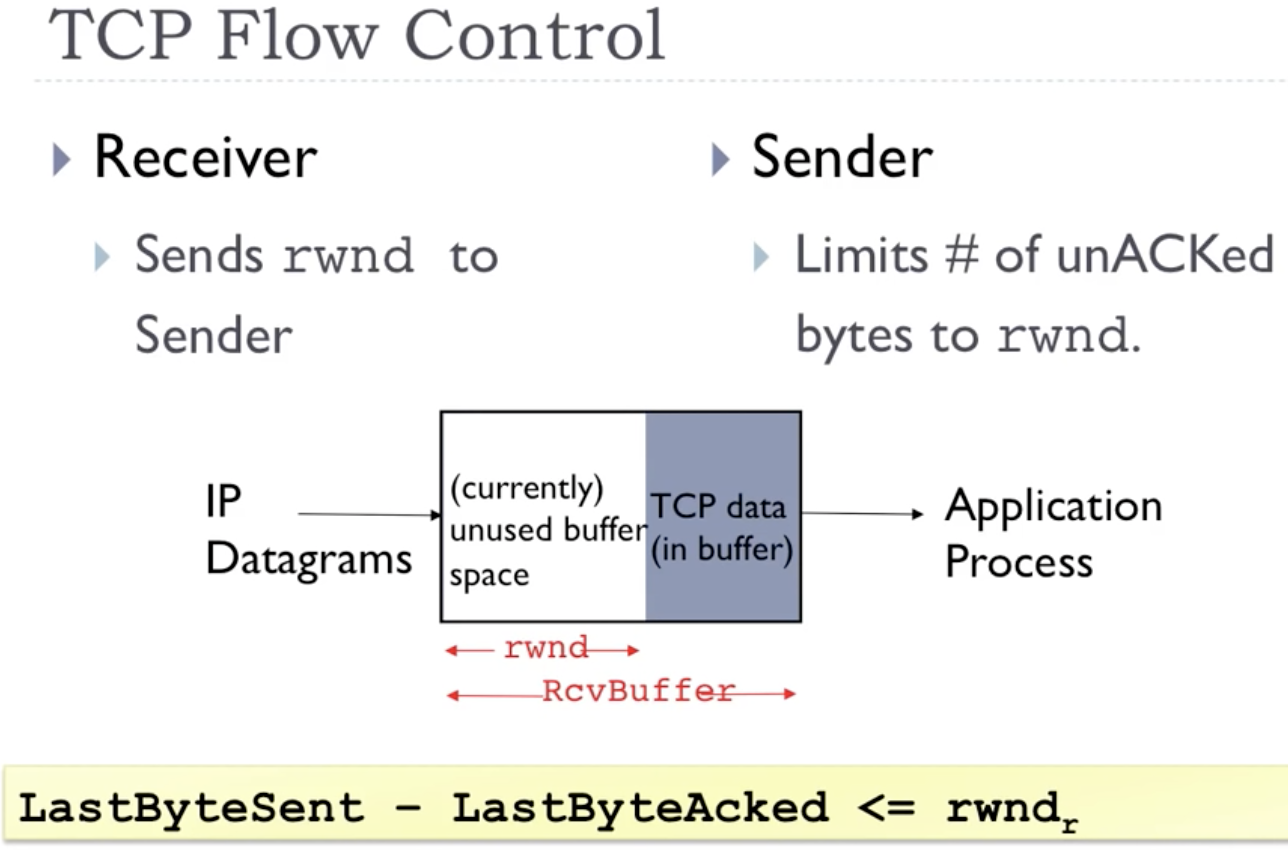 TCP Flow Control
Receiver
Sends rwnd to
Sender
Sender
Limits # of unACKed
bytes to rwnd.
IP
Datagrams
(currently)
unused buffer
space
TCP data
(in buffer)
Application
Process
rwnd
RcvBuffer
LastByteSent – LastByteAcked <= rwndr